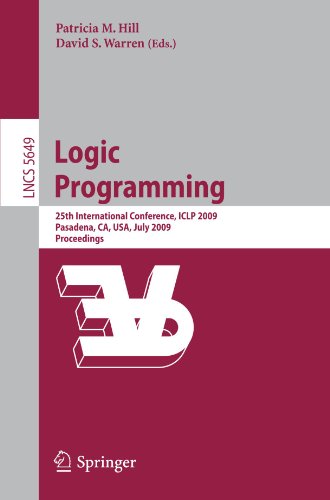 Patricia M. Hill
David S. Warren (Eds.)
LNCS 5649
Logic
Programming
25th International Conference, ICLP 2009
Pasadena, CA, USA, July 2009
Proceedings
Springer